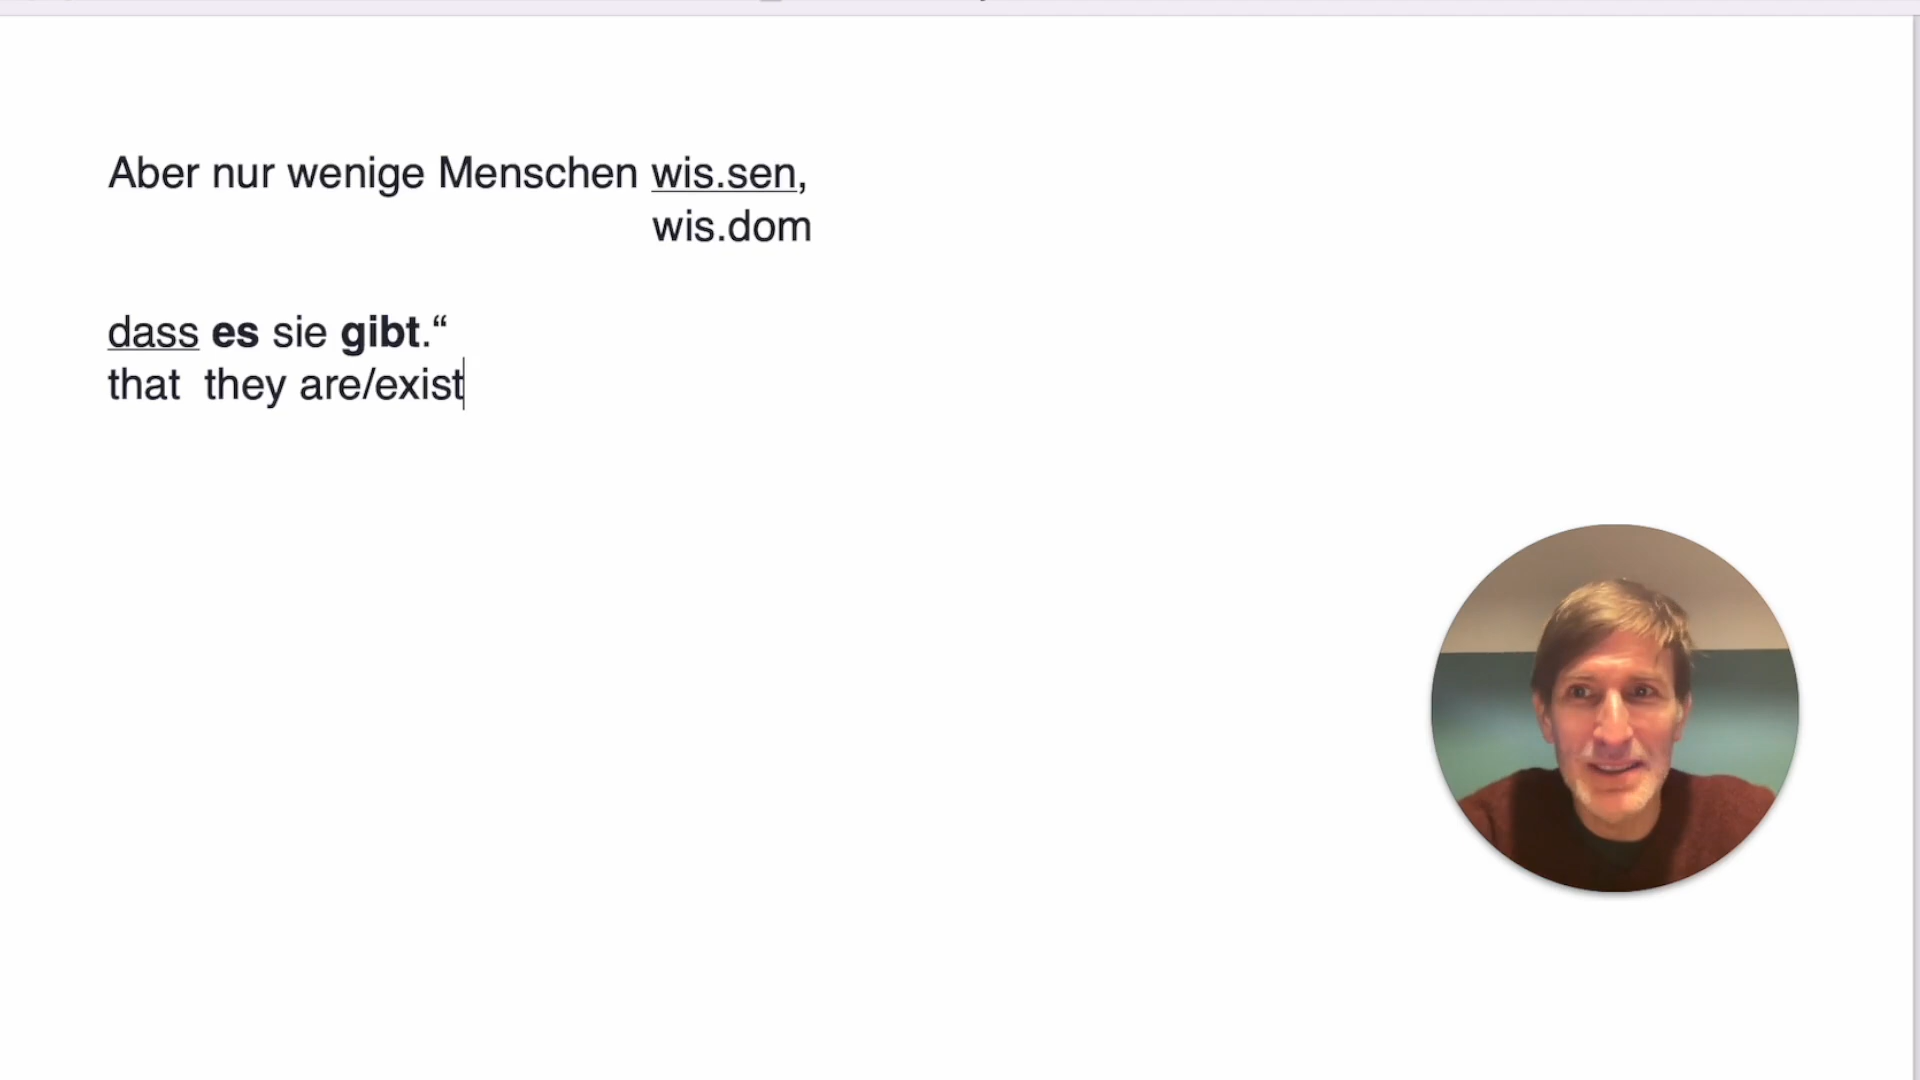 Aber nur wenige Menschen wis.sen,
wis.dom
dass es sie gibt.“
that they are/exist